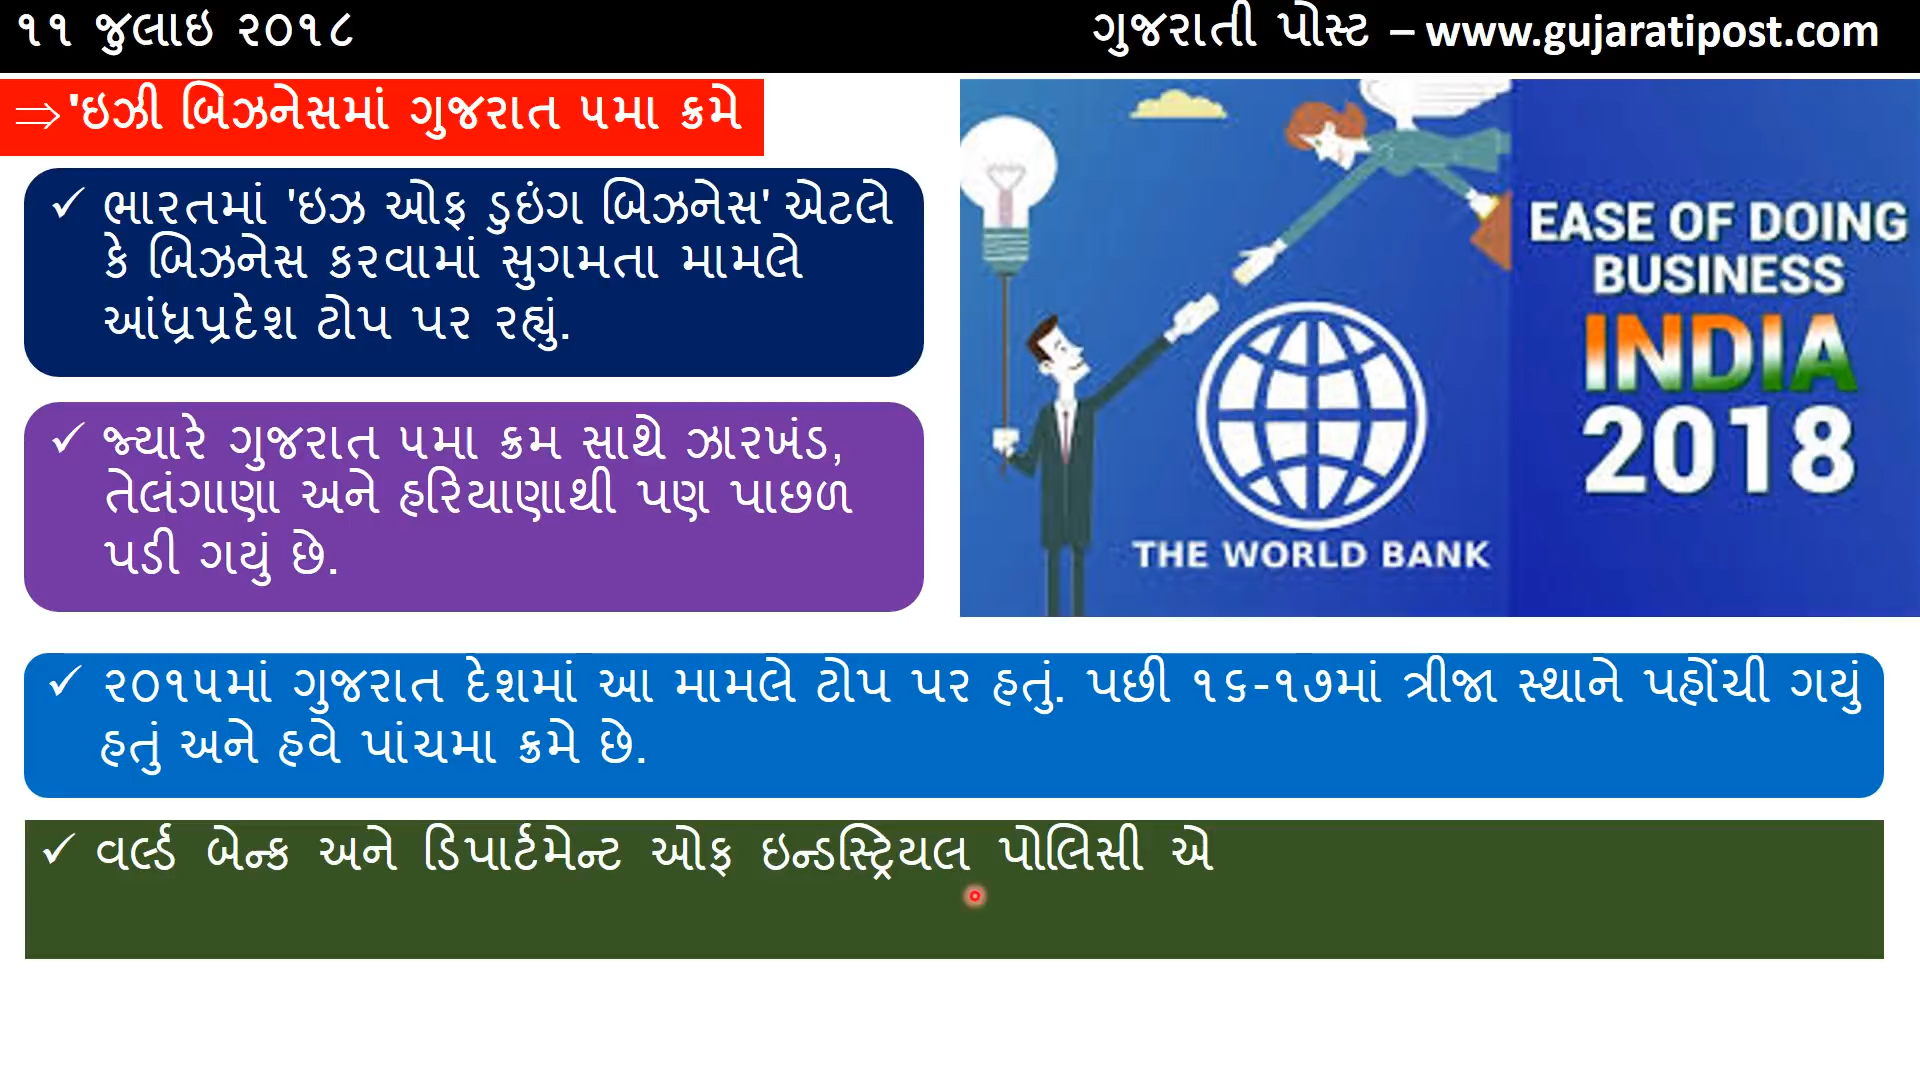 ૧૧ જુલાઇ ૨૦૧૮
ગુજરાતી પોસ્ટ – www.gujaratipost.com
⇒'ઇઝી બિઝનેસમાં ગુજરાત ૫મા ક્રમે
✓ ભારતમાં 'ઇઝ ઓફ ડુઇંગ બિઝનેસ' એટલે
કે બિઝનેસ કરવામાં સુગમતા મામલે
આંધ્રપ્રદેશ ટોપ પર રહ્યું.
✓ જ્યારે ગુજરાત ૫મા ક્રમ સાથે ઝારખંડ,
તેલંગાણા અને હરિયાણાથી પણ પાછળ
પડી ગયું છે.
EASE OF DOING
BUSINESS
INDIA
2018
THE WORLD BANK
✓ ૨૦૧૫માં ગુજરાત દેશમાં આ મામલે ટોપ પર હતું. પછી ૧૬-૧૭માં ત્રીજા સ્થાને પહોંચી ગયું
હતું અને હવે પાંચમા ક્રમે છે.
✓ વર્લ્ડ બેન્ક અને ડિપાર્ટમેન્ટ ઓફ ઇન્ડસ્ટ્રિયલ પોલિસી એ